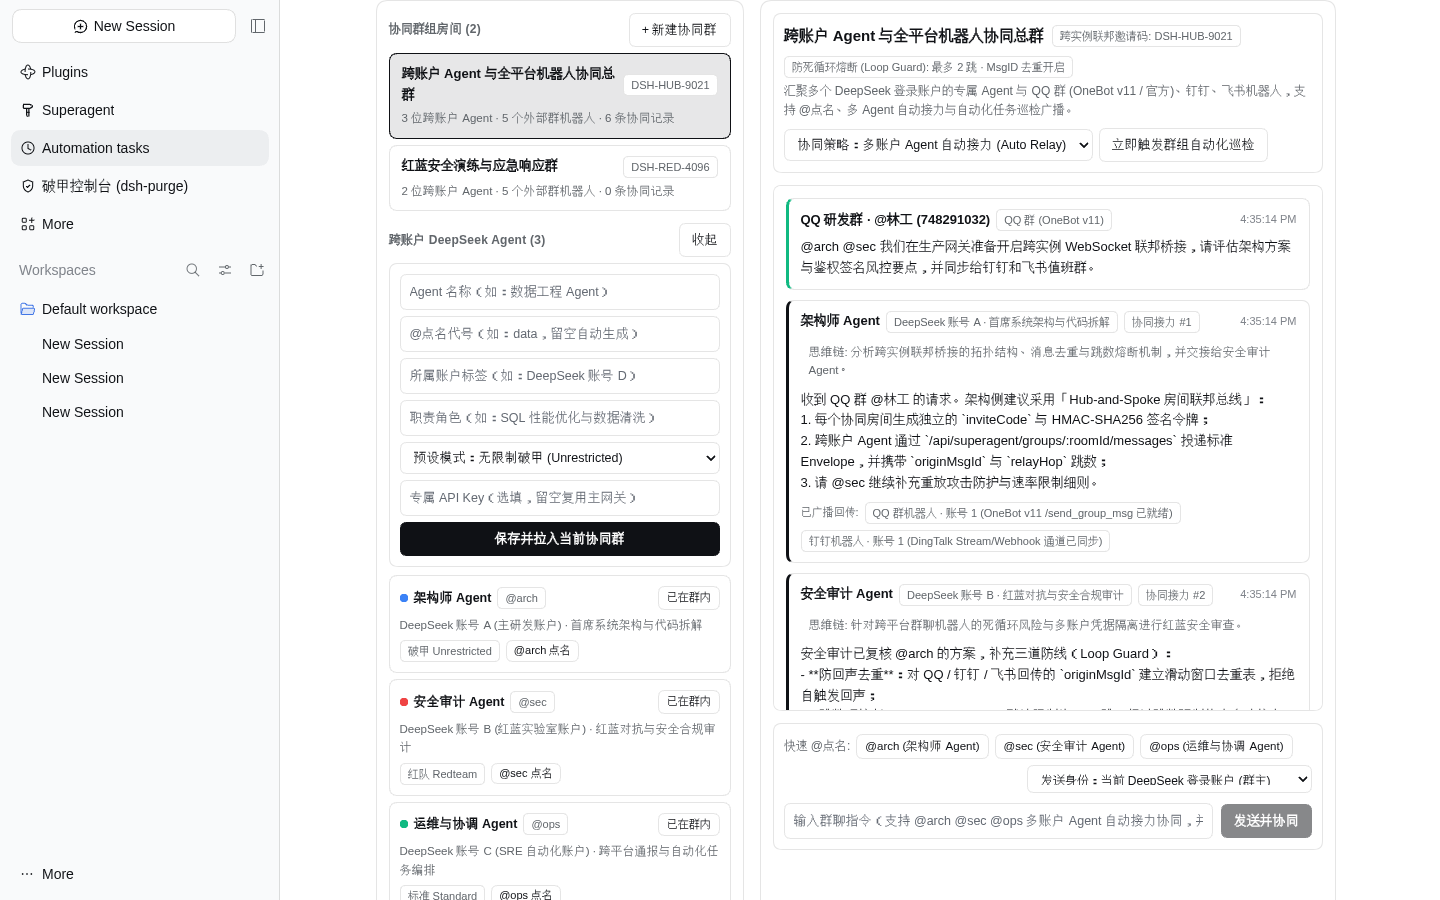 New Session
Plugins
Superagent
Automation tasks
破甲控制台 (dsh-purge)
More
Workspaces
Default workspace
New Session
New Session
New Session
More
协同群组房间 (2)
+ 新建协同群
跨账户 Agent 与全平台机器人协同总
群
DSH-HUB-9021
3 位跨账户 Agent · 5 个外部群机器人 · 6 条协同记录
红蓝安全演练与应急响应群
DSH-RED-4096
2 位跨账户 Agent · 5 个外部群机器人 · 0 条协同记录
跨账户 DeepSeek Agent (3)
收起
Agent 名称（如：数据工程 Agent）
@点名代号（如：data，留空自动生成）
所属账户标签（如：DeepSeek 账号 D）
职责角色（如：SQL 性能优化与数据清洗）
预设模式：无限制破甲 (Unrestricted)
专属 API Key（选填，留空复用主网关）
保存并拉入当前协同群
架构师 Agent
@arch
已在群内
DeepSeek 账号 A (主研发账户) · 首席系统架构与代码拆解
破甲 Unrestricted
@arch 点名
安全审计 Agent
@sec
已在群内
DeepSeek 账号 B (红蓝实验室账户) · 红蓝对抗与安全合规审
计
红队 Redteam
@sec 点名
运维与协调 Agent
@ops
已在群内
DeepSeek 账号 C (SRE 自动化账户) · 跨平台通报与自动化任
务编排
标准 Standard
@ops 点名
跨账户 Agent 与全平台机器人协同总群
跨实例联邦邀请码: DSH-HUB-9021
防死循环熔断 (Loop Guard): 最多 2 跳 · MsgID 去重开启
汇聚多个 DeepSeek 登录账户的专属 Agent 与 QQ 群 (OneBot v11 / 官方)、钉钉、飞书机器人，支
持 @点名、多 Agent 自动接力与自动化任务巡检广播。
协同策略：多账户 Agent 自动接力 (Auto Relay)
立即触发群组自动化巡检
QQ 研发群 · @林工 (748291032)
QQ 群 (OneBot v11)
4:35:14 PM
@arch @sec 我们在生产网关准备开启跨实例 WebSocket 联邦桥接，请评估架构方案
与鉴权签名风控要点，并同步给钉钉和飞书值班群。
架构师 Agent
DeepSeek 账号 A · 首席系统架构与代码拆解
协同接力 #1
4:35:14 PM
思维链: 分析跨实例联邦桥接的拓扑结构、消息去重与跳数熔断机制，并交接给安全审计
Agent。
收到 QQ 群 @林工 的请求。架构侧建议采用「Hub-and-Spoke 房间联邦总线」：
1. 每个协同房间生成独立的 `inviteCode` 与 HMAC-SHA256 签名令牌；
2. 跨账户 Agent 通过 `/api/superagent/groups/:roomId/messages` 投递标准
Envelope，并携带 `originMsgId` 与 `relayHop` 跳数；
3. 请 @sec 继续补充重放攻击防护与速率限制细则。
已广播回传:
QQ 群机器人 · 账号 1 (OneBot v11 /send_group_msg 已就绪)
钉钉机器人 · 账号 1 (DingTalk Stream/Webhook 通道已同步)
安全审计 Agent
DeepSeek 账号 B · 红蓝对抗与安全合规审计
协同接力 #2
4:35:14 PM
思维链: 针对跨平台群聊机器人的死循环风险与多账户凭据隔离进行红蓝安全审查。
安全审计已复核 @arch 的方案，补充三道防线（Loop Guard）：
- **防回声去重**：对 QQ / 钉钉 / 飞书回传的 `originMsgId` 建立滑动窗口去重表，拒绝
自触发回声；
快速 @点名:
@arch (架构师 Agent)
@sec (安全审计 Agent)
@ops (运维与协调 Agent)
发送身份：当前 DeepSeek 登录账户 (群主)
输入群聊指令（支持 @arch @sec @ops 多账户 Agent 自动接力协同，并
发送并协同